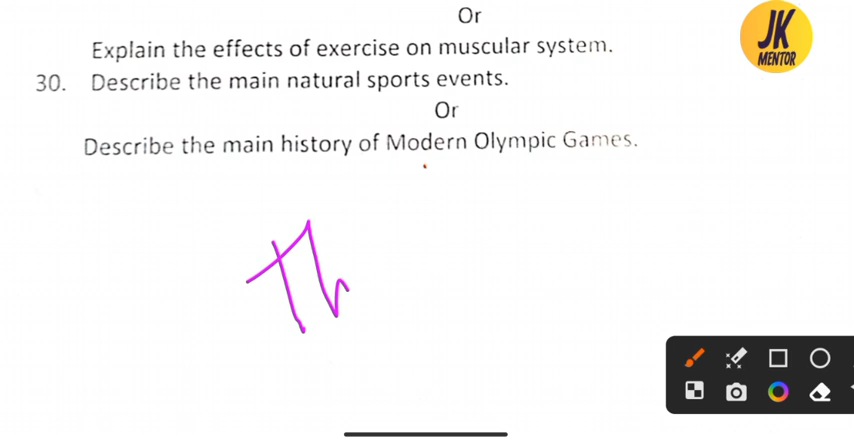 Or
JK
MENTOR
Explain the effects of exercise on muscular system.
30. Describe the main natural sports events.
Or
Describe the main history of Modern Olympic Games.
Th